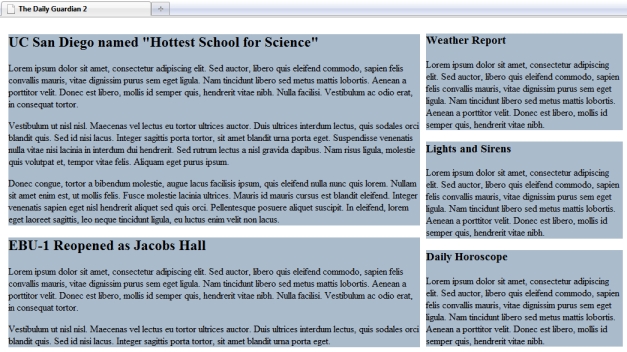 The Daily Guardian 2
UC San Diego named "Hottest School for Science"
Lorem ipsum dolor sit amet, consectetur adipiscing elit. Sed auctor, libero quis eleifend commodo, sapien felis
convallis mauris, vitae dignissim purus sem eget ligula. Nam tincidunt libero sed metus mattis lobortis. Aenean a
porttitor velit. Donec est libero, mollis id semper quis, hendrerit vitae nibh. Nulla facilisi. Vestibulum ac odio erat,
in consequat tortor.
Vestibulum ut nisl nisl. Maecenas vel lectus eu tortor ultrices auctor. Duis ultrices interdum lectus, quis sodales orci
blandit quis. Sed id nisi lacus. Integer sagittis porta tortor, sit amet blandit urna porta eget. Suspendisse venenatis
nulla vitae nisi lacinia in interdum dui hendrerit. Sed rutrum lectus a nisl gravida dapibus. Nam risus ligula, molestie
quis volutpat et, tempor vitae felis. Aliquam eget purus ipsum.
Donec congue, tortor a bibendum molestie, augue lacus facilisis ipsum, quis eleifend nulla nunc quis lorem. Nullam
sit amet enim est, ut mollis felis. Fusce molestie lacinia ultrices. Mauris id mauris cursus est blandit eleifend. Integer
venenatis sapien eget nisl hendrerit aliquet sed quis orci. Pellentesque posuere aliquet suscipit. In eleifend, lorem
eget laoreet sagittis, leo neque tincidunt ligula, eu luctus enim velit non lacus.
EBU-1 Reopened as Jacobs Hall
Lorem ipsum dolor sit amet, consectetur adipiscing elit. Sed auctor, libero quis eleifend commodo, sapien felis
convallis mauris, vitae dignissim purus sem eget ligula. Nam tincidunt libero sed metus mattis lobortis. Aenean a
porttitor velit. Donec est libero, mollis id semper quis, hendrerit vitae nibh. Nulla facilisi. Vestibulum ac odio erat,
in consequat tortor.
Vestibulum ut nisl nisl. Maecenas vel lectus eu tortor ultrices auctor. Duis ultrices interdum lectus, quis sodales orci
blandit quis. Sed id nisi lacus. Integer sagittis porta tortor, sit amet blandit urna porta eget.
Weather Report
Lorem ipsum dolor sit amet, consectetur adipiscing
elit. Sed auctor, libero quis eleifend commodo, sapien
felis convallis mauris, vitae dignissim purus sem eget
ligula. Nam tincidunt libero sed metus mattis lobortis.
Aenean a porttitor velit. Donec est libero, mollis id
semper quis, hendrerit vitae nibh.
Lights and Sirens
Lorem ipsum dolor sit amet, consectetur adipiscing
elit. Sed auctor, libero quis eleifend commodo, sapien
felis convallis mauris, vitae dignissim purus sem eget
ligula. Nam tincidunt libero sed metus mattis lobortis.
Aenean a porttitor velit. Donec est libero, mollis id
semper quis, hendrerit vitae nibh.
Daily Horoscope
Lorem ipsum dolor sit amet, consectetur adipiscing
elit. Sed auctor, libero quis eleifend commodo, sapien
felis convallis mauris, vitae dignissim purus sem eget
ligula. Nam tincidunt libero sed metus mattis lobortis.
Aenean a porttitor velit. Donec est libero, mollis id
semper quis, hendrerit vitae nibh.